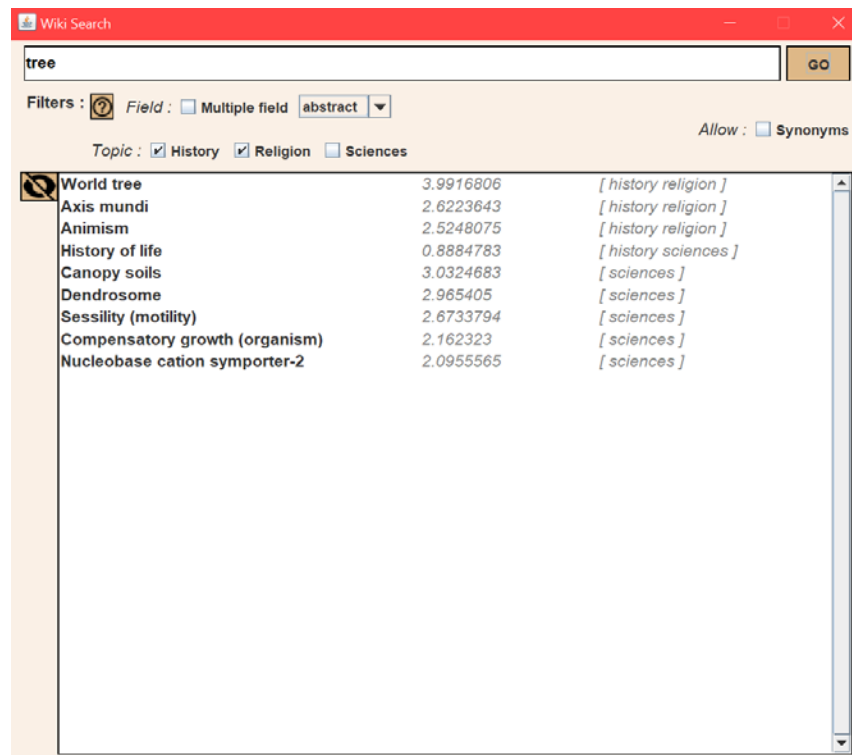 Wiki Search
tree
GO
Filters : ? Field : Multiple field abstract
Allow : Synonyms
Topic : History Religion Sciences
World tree 3.9916806 [ history religion ]
Axis mundi 2.6223643 [ history religion ]
Animism 2.5248075 [ history religion ]
History of life 0.8884783 [ history sciences ]
Canopy soils 3.0324683 [ sciences ]
Dendrosome 2.965405 [ sciences ]
Sessility (motility) 2.6733794 [ sciences ]
Compensatory growth (organism) 2.162323 [ sciences ]
Nucleobase cation symporter-2 2.0955565 [ sciences ]